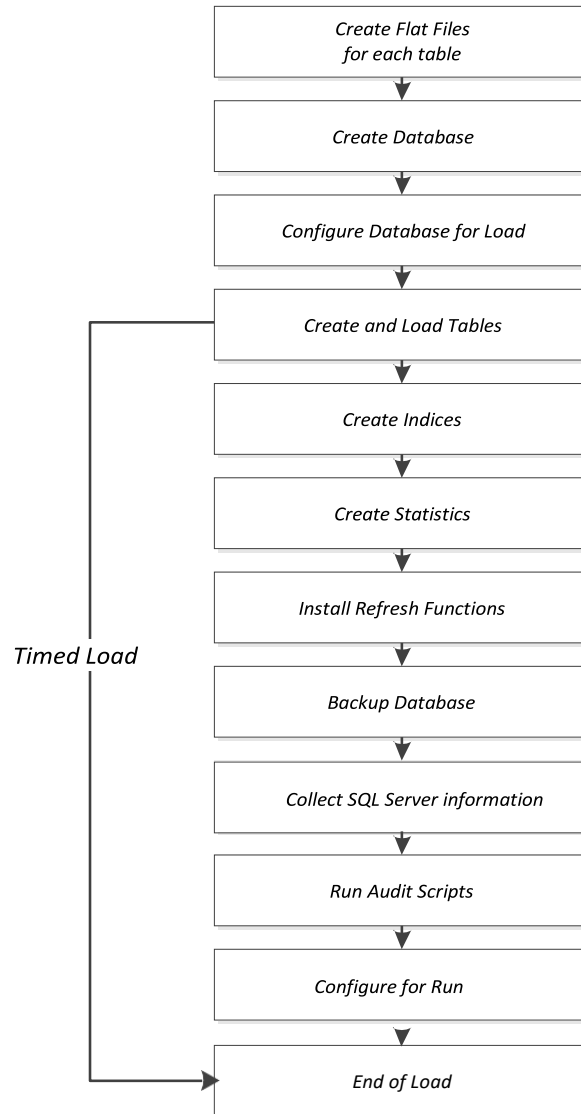 Create Flat Files
for each table
Create Database
Configure Database for Load
Create and Load Tables
Create Indices
Create Statistics
Install Refresh Functions
Timed Load
Backup Database
Collect SQL Server information
Run Audit Scripts
Configure for Run
End of Load